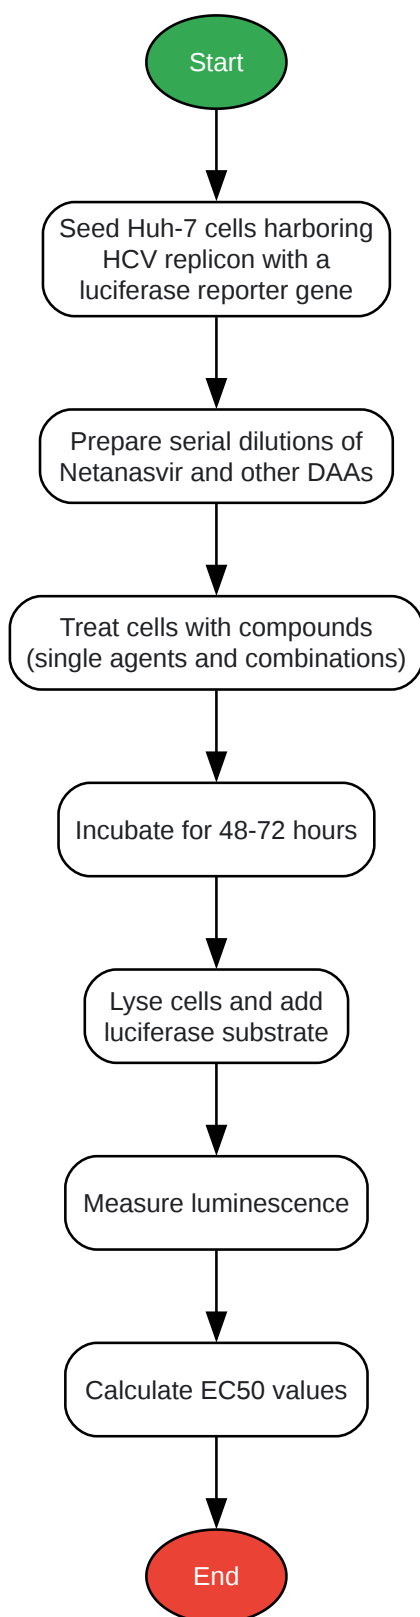 Start
Seed Huh-7 cells harboring
HCV replicon with a
luciferase reporter gene
Prepare serial dilutions of
Netanasvir and other DAAs
Treat cells with compounds
(single agents and combinations)
Incubate for 48-72 hours
Lyse cells and add
luciferase substrate
Measure luminescence
Calculate EC50 values
End